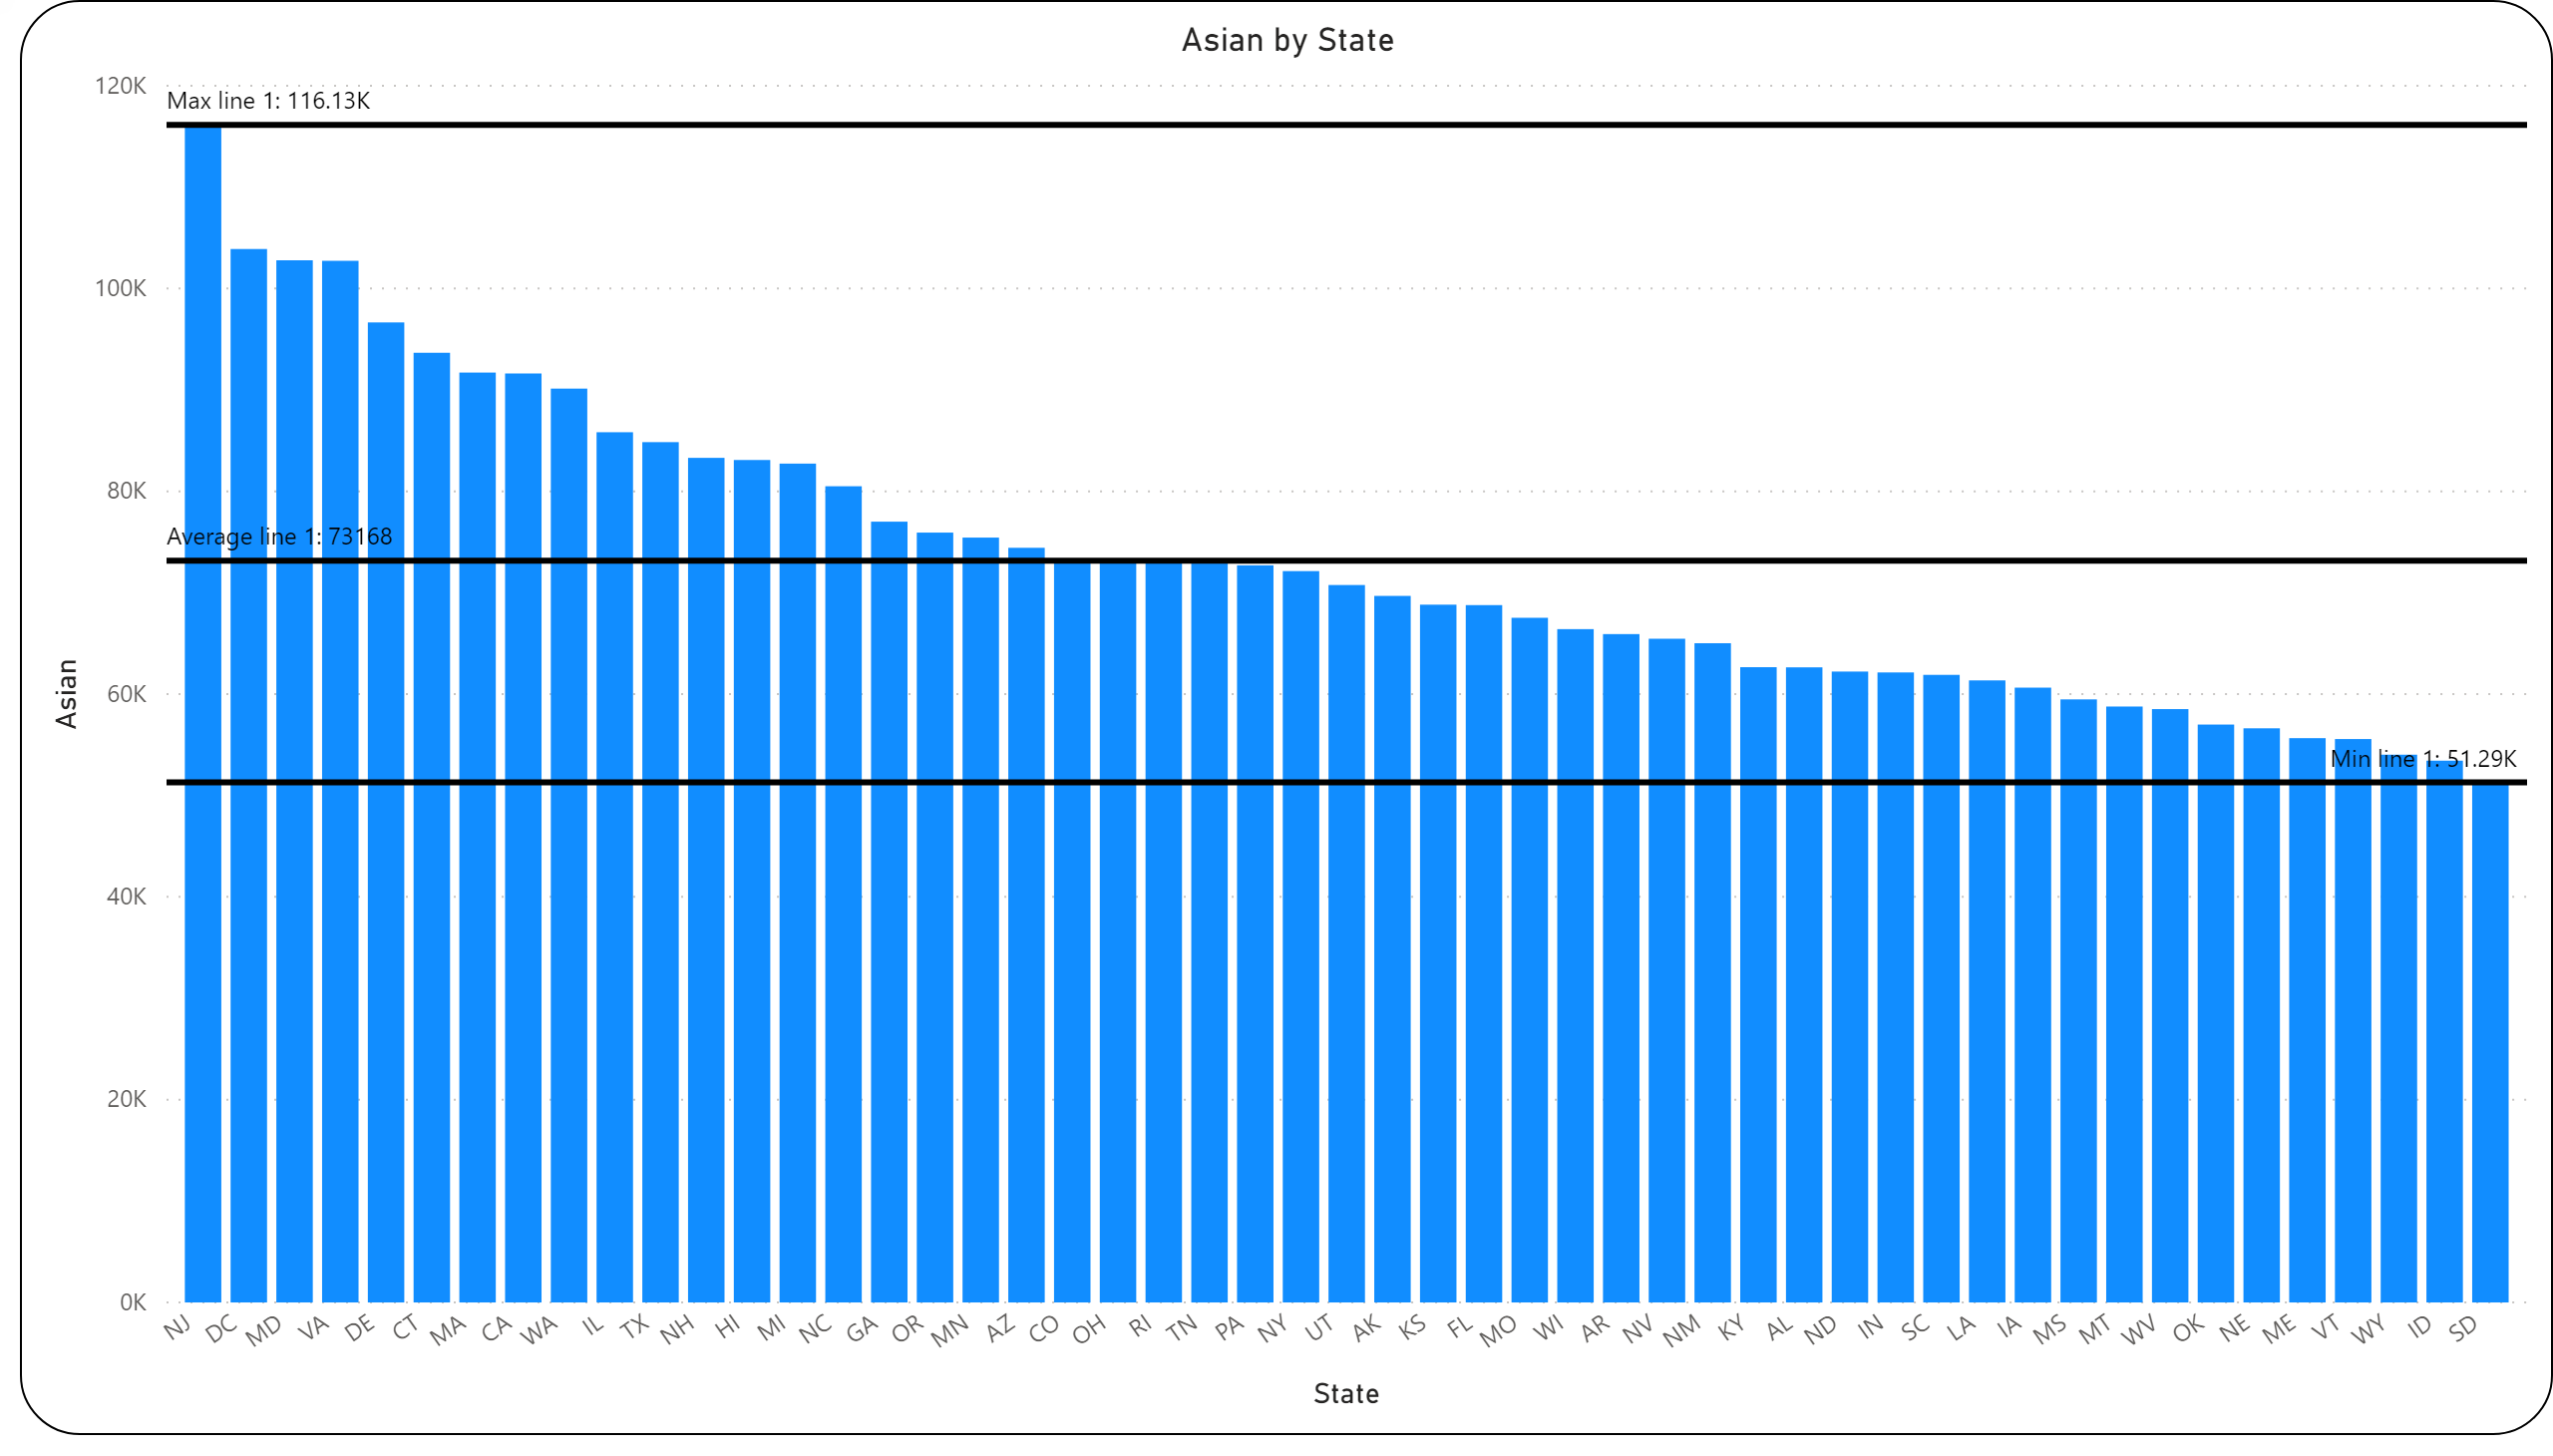 Asian by State
120K
Max line 1: 116.13K
100K
80K
Average line 1: 73168
Asian
60K
Min line 1: 51.29K
40K
20K
0K
NJ DC MD VA DE CT MA CA WA IL TX NH HI MI NC GA OR MN AZ CO OH RI TN PA NY UT AK KS FL MO WI AR NV NM KY AL ND IN SC LA IA MS MT WV OK NE ME VT WY ID SD
State